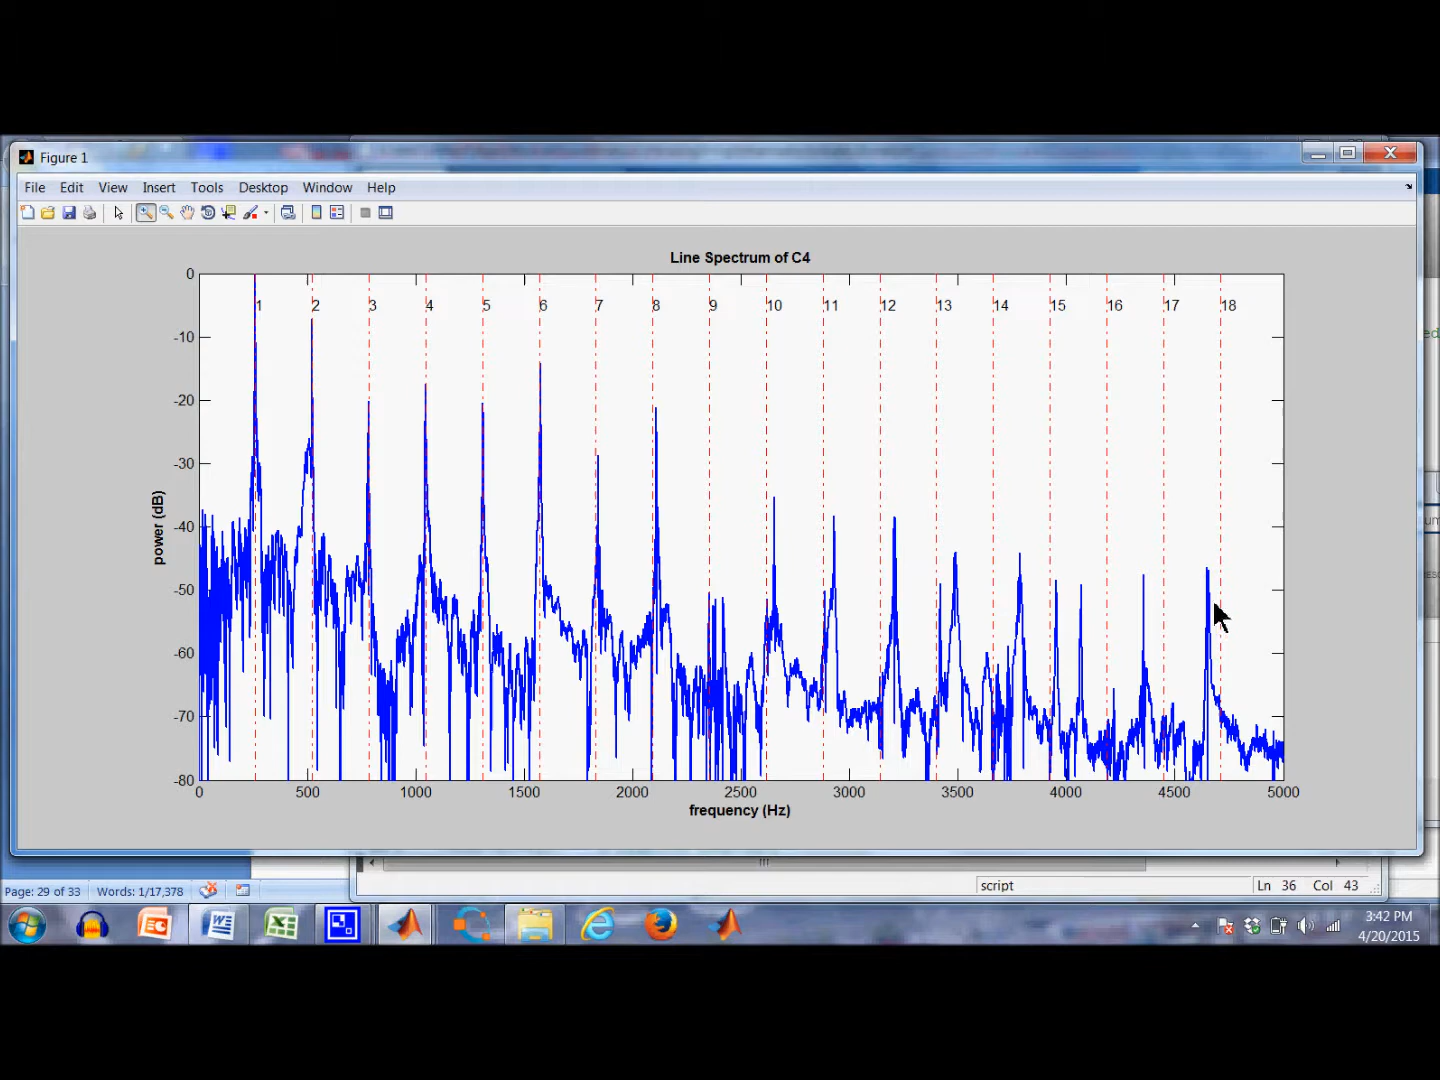 Figure 1
File Edit View Insert Tools Desktop Window Help
Line Spectrum of C4
0
1 2 3 4 5 6 7 8 9 10 11 12 13 14 15 16 17 18
-10
-20
-30
-40
-50
-60
-70
-80
power (dB)
0 500 1000 1500 2000 2500 3000 3500 4000 4500 5000
frequency (Hz)
script Ln 36 Col 43
Page: 29 of 33 Words: 1/17,378
3:42 PM
4/20/2015